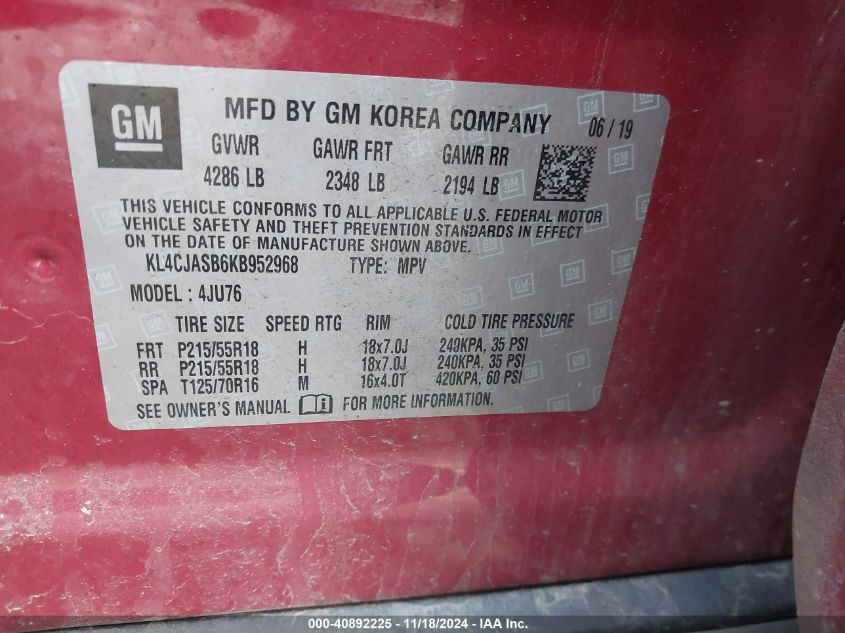 GM
MFD BY GM KOREA COMPANY 06 / 19
GVWR GAWR FRT GAWR RR
4286 LB 2348 LB 2194 LB
THIS VEHICLE CONFORMS TO ALL APPLICABLE U.S. FEDERAL MOTOR
VEHICLE SAFETY AND THEFT PREVENTION STANDARDS IN EFFECT
ON THE DATE OF MANUFACTURE SHOWN ABOVE.
KL4CJASB6KB952968 TYPE: MPV
MODEL : 4JU76
TIRE SIZE SPEED RTG RIM COLD TIRE PRESSURE
FRT P215/55R18 H 18x7.0J 240KPA, 35 PSI
RR P215/55R18 H 18x7.0J 240KPA, 35 PSI
SPA T125/70R16 M 16x4.0T 420KPA, 60 PSI
SEE OWNER'S MANUAL FOR MORE INFORMATION.
000-40892225 - 11/18/2024 - IAA Inc.